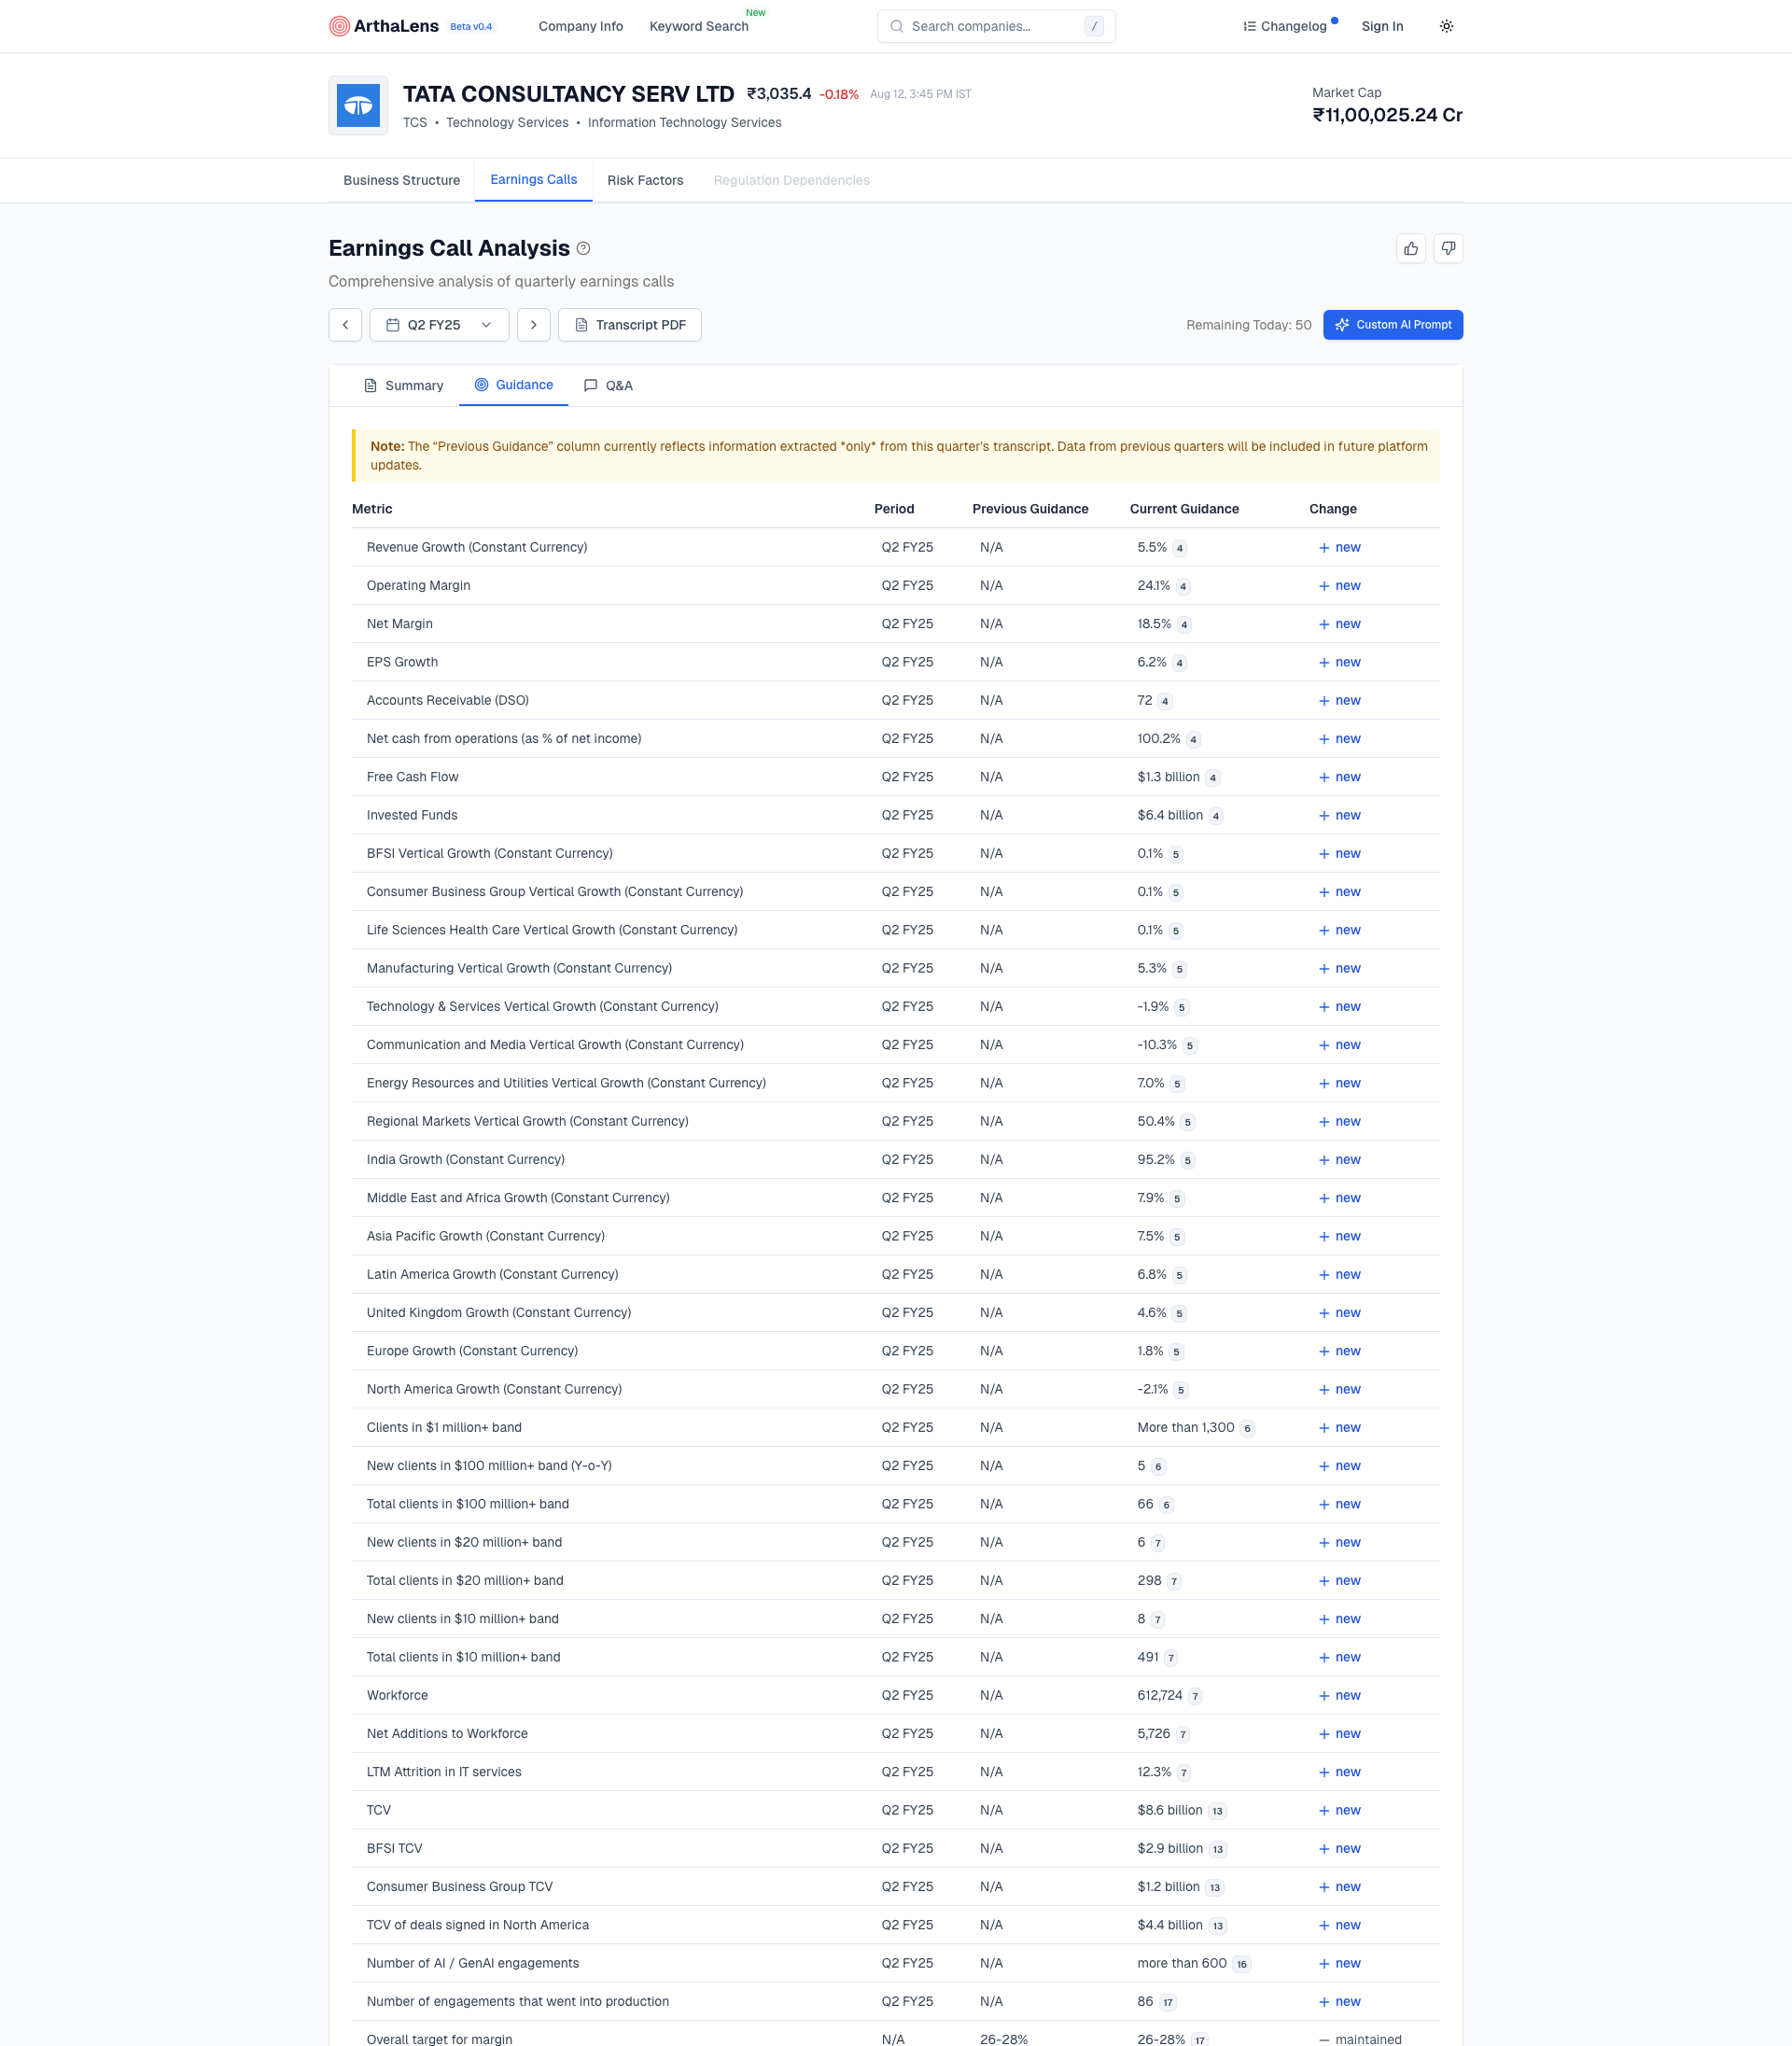 ArthaLens Beta v0.4 Company Info Keyword Search New Search companies... / Changelog Sign In
TATA CONSULTANCY SERV LTD ₹3,035.4 -0.18% Aug 12, 3:45 PM IST
TCS • Technology Services • Information Technology Services
Market Cap
₹11,00,025.24 Cr
Business Structure Earnings Calls Risk Factors Regulation Dependencies
Earnings Call Analysis ?
Comprehensive analysis of quarterly earnings calls
Q2 FY25 Transcript PDF Remaining Today: 50 Custom AI Prompt
Summary Guidance Q&A
Note: The “Previous Guidance” column currently reflects information extracted *only* from this quarter's transcript. Data from previous quarters will be included in future platform
updates.
Metric Period Previous Guidance Current Guidance Change
Revenue Growth (Constant Currency) Q2 FY25 N/A 5.5% 4 + new
Operating Margin Q2 FY25 N/A 24.1% 4 + new
Net Margin Q2 FY25 N/A 18.5% 4 + new
EPS Growth Q2 FY25 N/A 6.2% 4 + new
Accounts Receivable (DSO) Q2 FY25 N/A 72 4 + new
Net cash from operations (as % of net income) Q2 FY25 N/A 100.2% 4 + new
Free Cash Flow Q2 FY25 N/A $1.3 billion 4 + new
Invested Funds Q2 FY25 N/A $6.4 billion 4 + new
BFSI Vertical Growth (Constant Currency) Q2 FY25 N/A 0.1% 5 + new
Consumer Business Group Vertical Growth (Constant Currency) Q2 FY25 N/A 0.1% 5 + new
Life Sciences Health Care Vertical Growth (Constant Currency) Q2 FY25 N/A 0.1% 5 + new
Manufacturing Vertical Growth (Constant Currency) Q2 FY25 N/A 5.3% 5 + new
Technology & Services Vertical Growth (Constant Currency) Q2 FY25 N/A -1.9% 5 + new
Communication and Media Vertical Growth (Constant Currency) Q2 FY25 N/A -10.3% 5 + new
Energy Resources and Utilities Vertical Growth (Constant Currency) Q2 FY25 N/A 7.0% 5 + new
Regional Markets Vertical Growth (Constant Currency) Q2 FY25 N/A 50.4% 5 + new
India Growth (Constant Currency) Q2 FY25 N/A 95.2% 5 + new
Middle East and Africa Growth (Constant Currency) Q2 FY25 N/A 7.9% 5 + new
Asia Pacific Growth (Constant Currency) Q2 FY25 N/A 7.5% 5 + new
Latin America Growth (Constant Currency) Q2 FY25 N/A 6.8% 5 + new
United Kingdom Growth (Constant Currency) Q2 FY25 N/A 4.6% 5 + new
Europe Growth (Constant Currency) Q2 FY25 N/A 1.8% 5 + new
North America Growth (Constant Currency) Q2 FY25 N/A -2.1% 5 + new
Clients in $1 million+ band Q2 FY25 N/A More than 1,300 6 + new
New clients in $100 million+ band (Y-o-Y) Q2 FY25 N/A 5 6 + new
Total clients in $100 million+ band Q2 FY25 N/A 66 6 + new
New clients in $20 million+ band Q2 FY25 N/A 6 7 + new
Total clients in $20 million+ band Q2 FY25 N/A 298 7 + new
New clients in $10 million+ band Q2 FY25 N/A 8 7 + new
Total clients in $10 million+ band Q2 FY25 N/A 491 7 + new
Workforce Q2 FY25 N/A 612,724 7 + new
Net Additions to Workforce Q2 FY25 N/A 5,726 7 + new
LTM Attrition in IT services Q2 FY25 N/A 12.3% 7 + new
TCV Q2 FY25 N/A $8.6 billion 13 + new
BFSI TCV Q2 FY25 N/A $2.9 billion 13 + new
Consumer Business Group TCV Q2 FY25 N/A $1.2 billion 13 + new
TCV of deals signed in North America Q2 FY25 N/A $4.4 billion 13 + new
Number of AI / GenAI engagements Q2 FY25 N/A more than 600 16 + new
Number of engagements that went into production Q2 FY25 N/A 86 17 + new
Overall target for margin N/A 26-28% 26-28% 17 — maintained